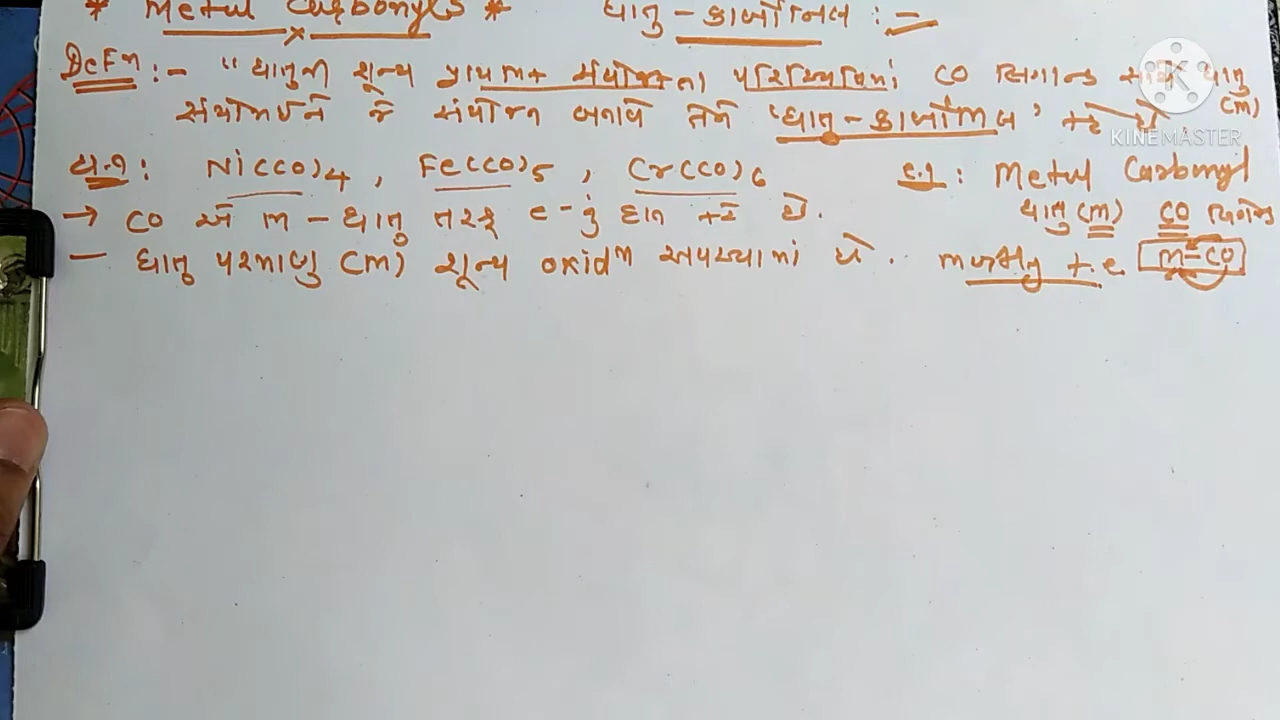 * Metal Carbonyls * ધાતુ - કાર્બોનિલ : -
Defⁿ :- " ધાતુની શૂન્ય પ્રાથમિક સંયોજકતા પરિસ્થિતિમાં CO લિગાન્ડ સાથે ધાતુ (M)
સંયોજાઈને જે સંયોજન બનાવે તેને 'ધાતુ - કાર્બોનિલ' કહે છે.
દા.ત : Ni(CO)4 , Fe(CO)5 , Cr(CO)6
→ CO એ M - ધાતુ તરફ e⁻ નું દાન કરે છે.
- ધાતુ પરમાણુ (M) શૂન્ય oxidⁿ અવસ્થામાં છે.
: Metal Carbonyl
ધાતુ (M) CO
M=CO
KINEMASTER